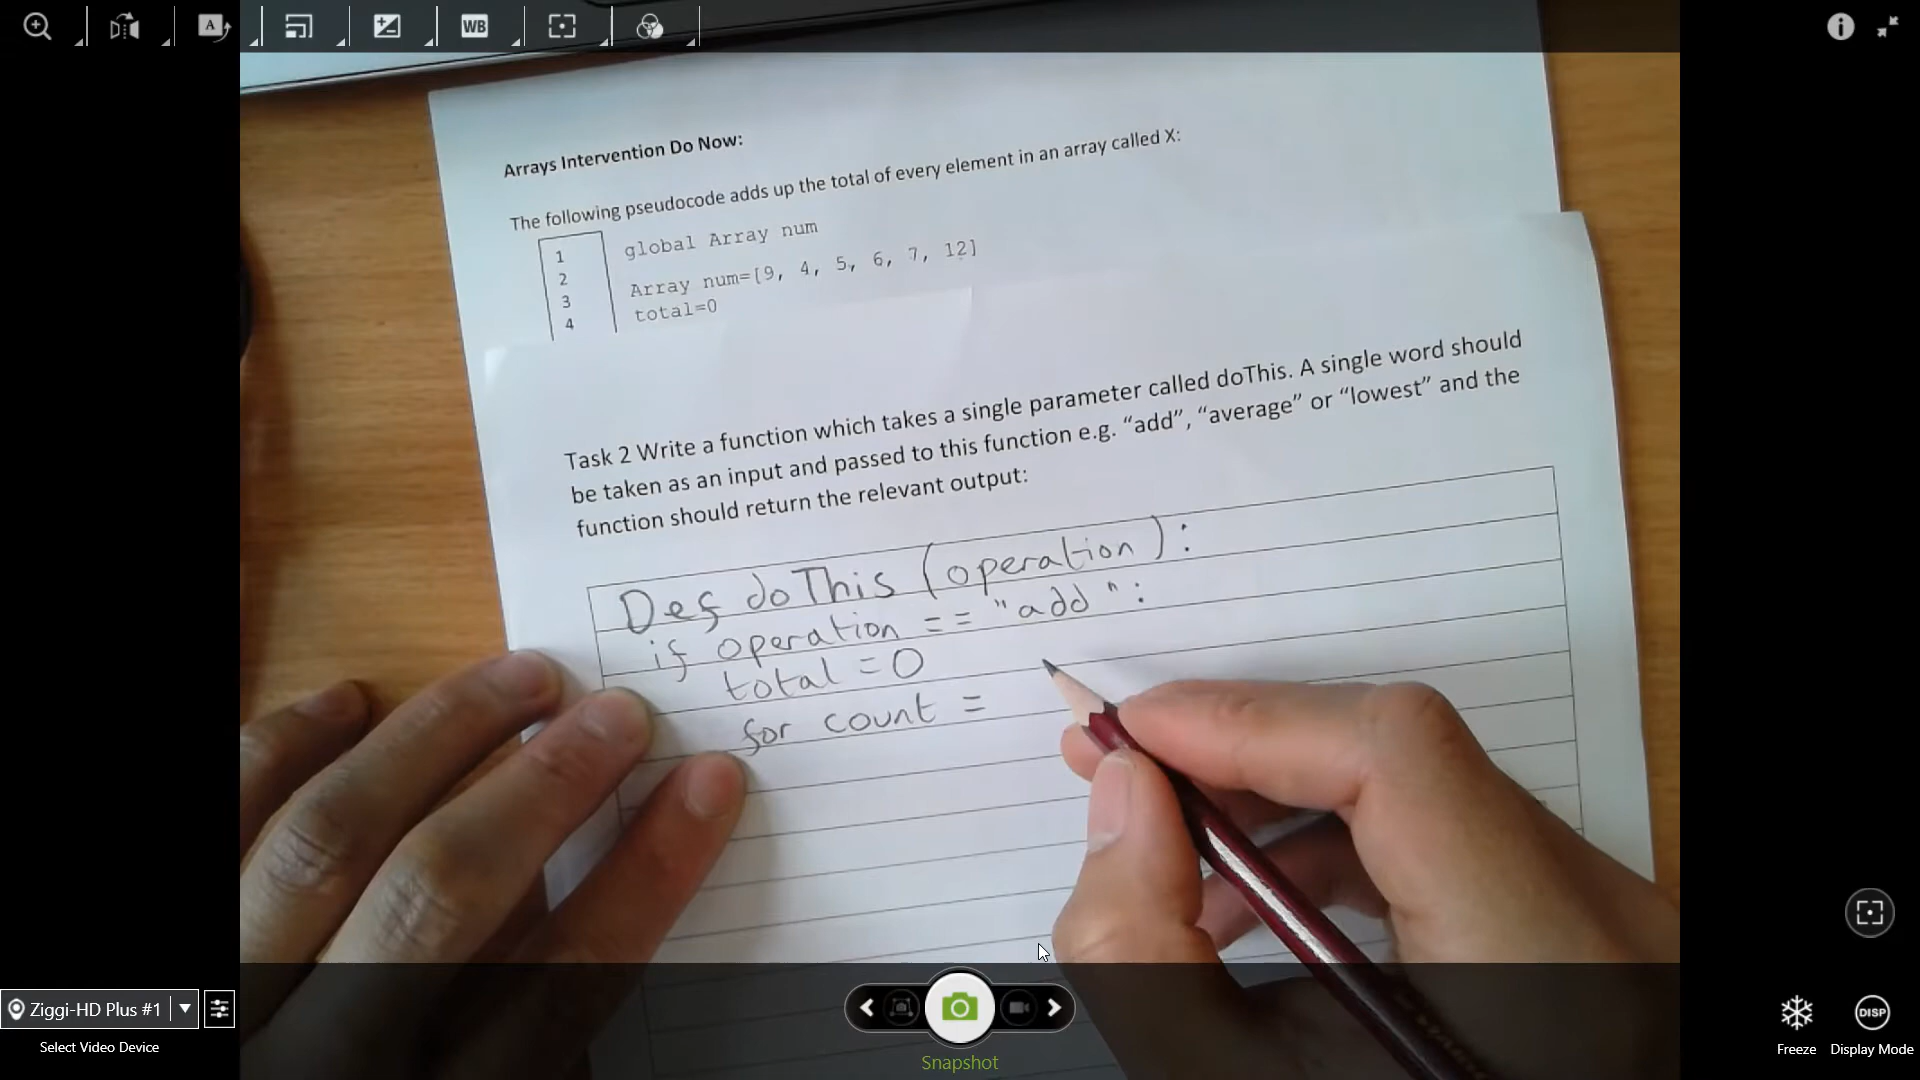 A
WB
Arrays Intervention Do Now:
The following pseudocode adds up the total of every element in an array called X:
1 global Array num
2
3 Array num=[9, 4, 5, 6, 7, 12]
4 total=0
Task 2 Write a function which takes a single parameter called doThis. A single word should
be taken as an input and passed to this function e.g. “add”, “average” or “lowest” and the
function should return the relevant output:
Def doThis (operation):
if operation == "add":
total = 0
for count =
Ziggi-HD Plus #1
Select Video Device
Snapshot
Freeze
DISP
Display Mode